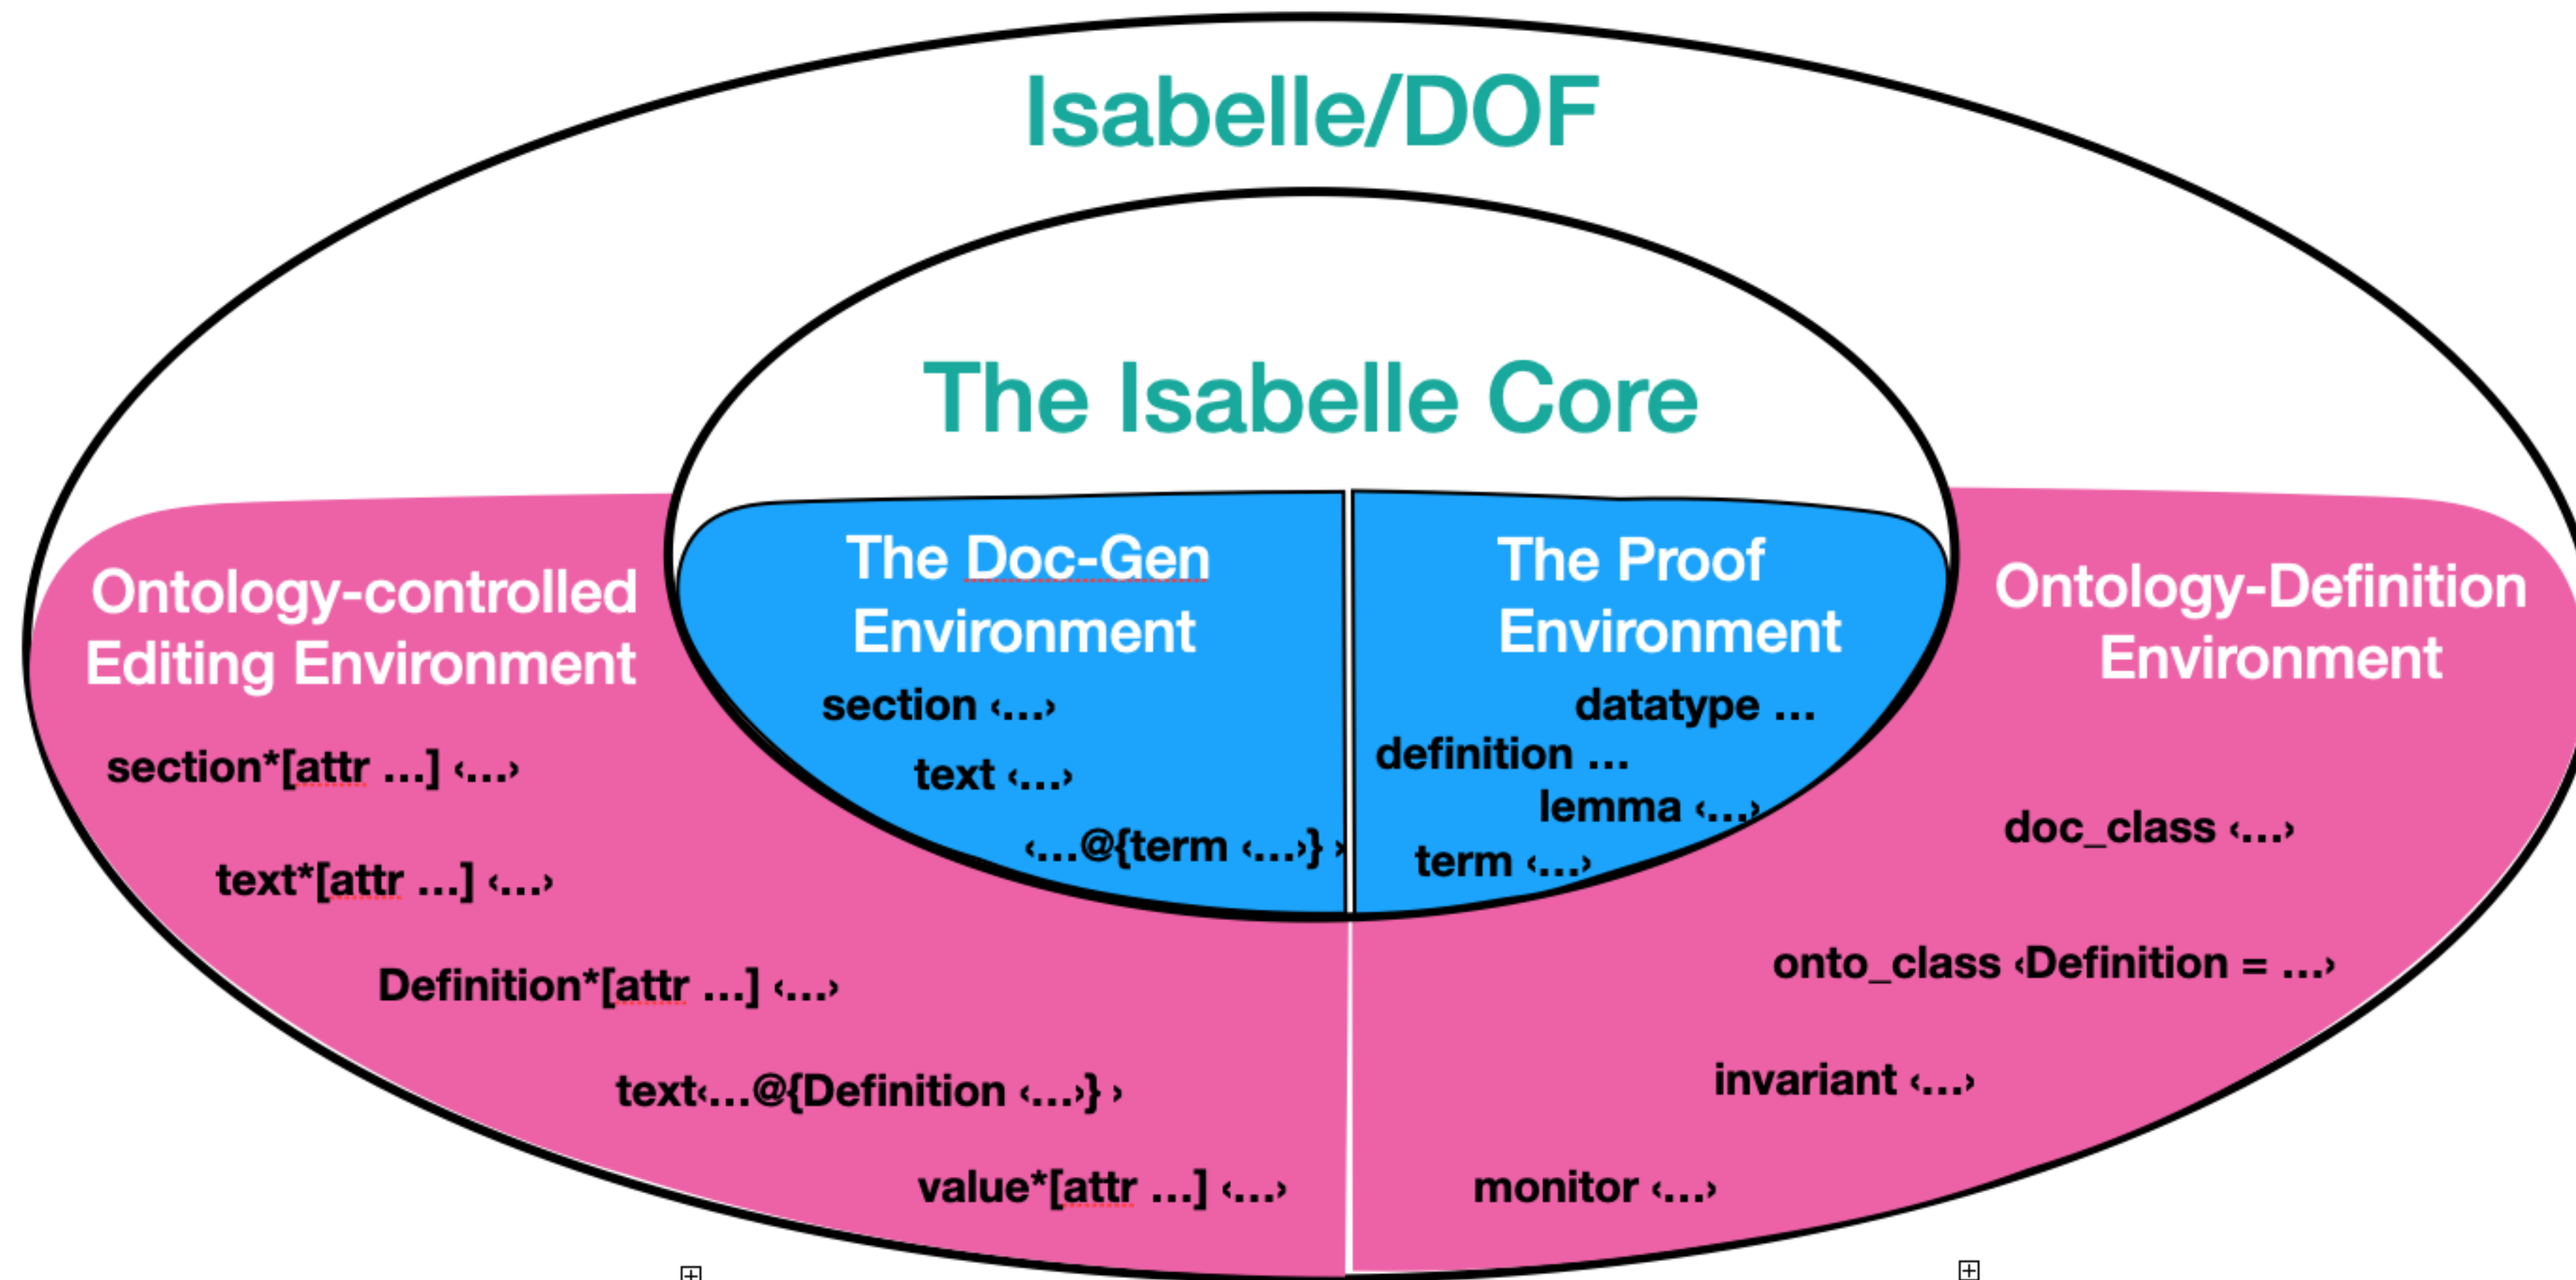 Isabelle/DOF
The Isabelle Core
Ontology-controlled
Editing Environment
section*[attr ...] ‹...›
text*[attr ...] ‹...›
Definition*[attr ...] ‹...›
text‹...@{Definition ‹...›} ›
value*[attr ...] ‹...›
The Doc-Gen
Environment
section ‹...›
text ‹...›
‹...@{term ‹...›} ›
The Proof
Environment
datatype ...
definition ...
lemma ‹...›
term ‹...›
Ontology-Definition
Environment
doc_class ‹...›
onto_class ‹Definition = ...›
invariant ‹...›
monitor ‹...›